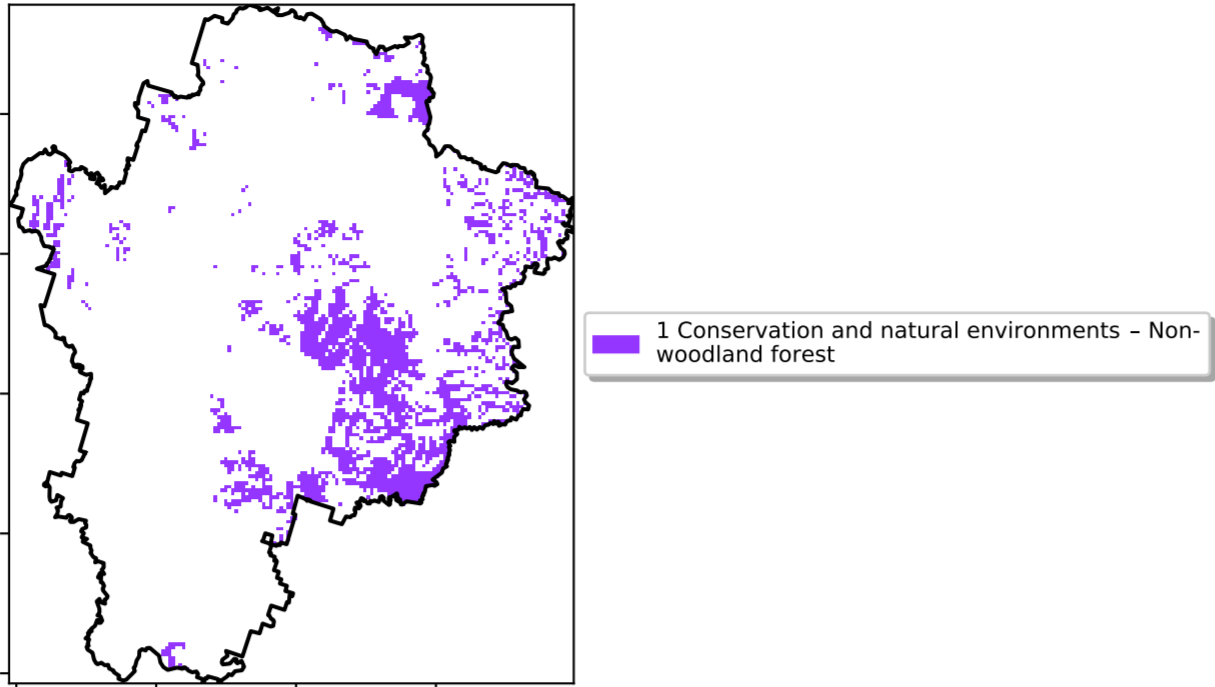 1 Conservation and natural environments – Non-
woodland forest